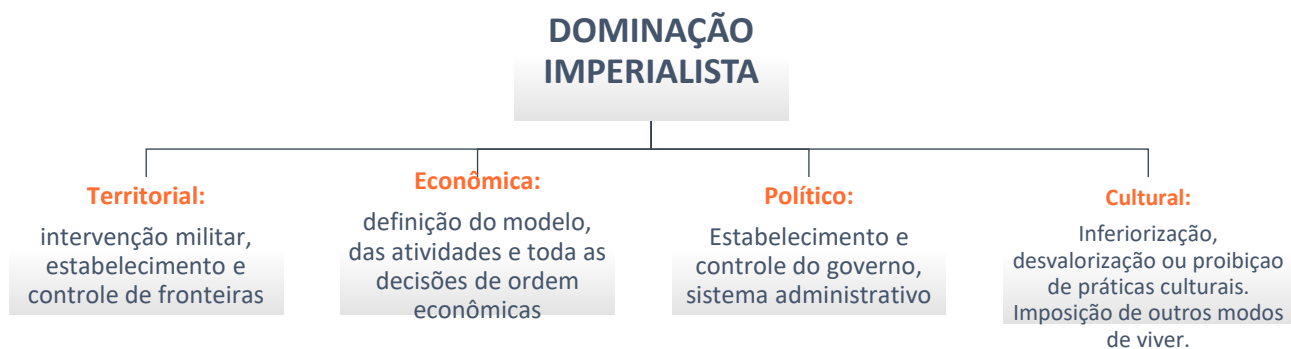 DOMINAÇÃO
IMPERIALISTA
Territorial:
intervenção militar,
estabelecimento e
controle de fronteiras
Econômica:
definição do modelo,
das atividades e toda as
decisões de ordem
econômicas
Político:
Estabelecimento e
controle do governo,
sistema administrativo
Cultural:
Inferiorização,
desvalorização ou proibiçao
de práticas culturais.
Imposição de outros modos
de viver.